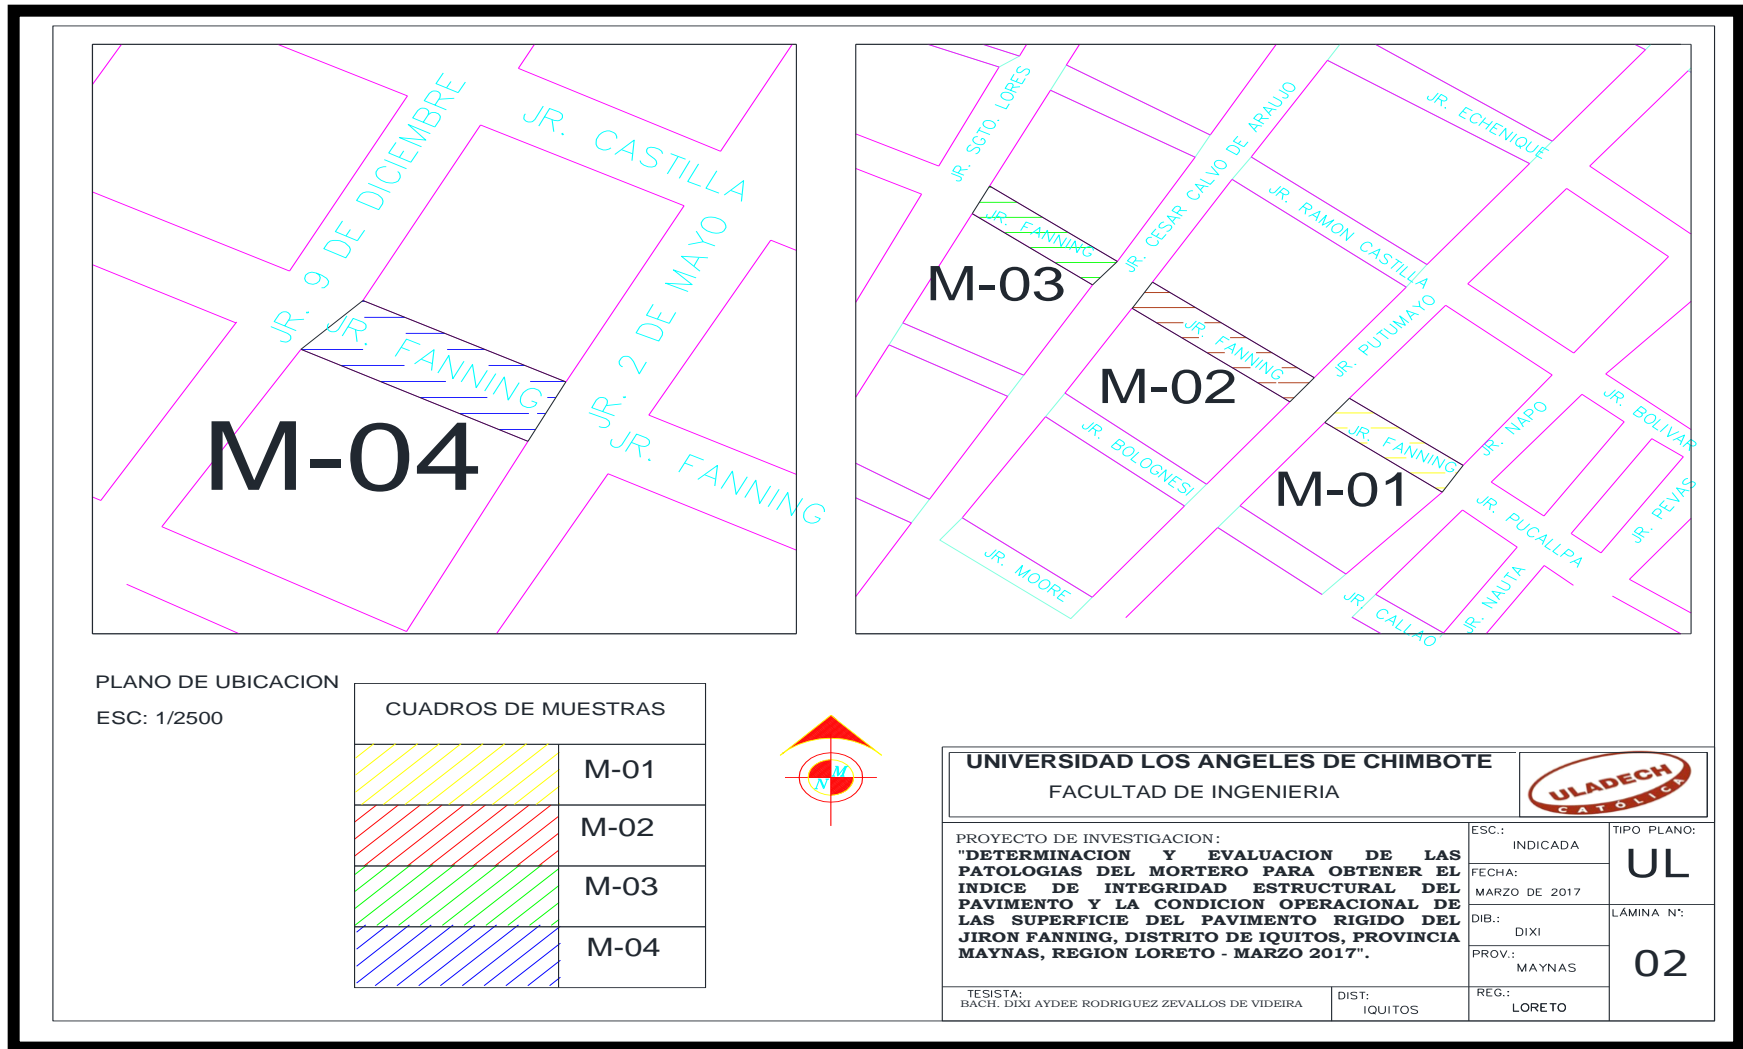 JR. 9 DE DICIEMBRE
JR. CASTILLA
JR. 2 DE MAYO
JR. FANNING
JR. FANNING
M-04
JR. SGTO. LORES
JR. CESAR CALVO DE ARAUJO
JR. ECHENIQUE
JR. RAMON CASTILLA
JR. FANNING
M-03
JR. FANNING
M-02
JR. PUTUMAYO
JR. FANNING
M-01
JR. NAPO
JR. BOLIVAR
JR. BOLOGNESI
JR. PUCALLPA
JR. PEVAS
JR. MOORE
JR. NAUTA
JR. CALLAO
PLANO DE UBICACION
ESC: 1/2500
CUADROS DE MUESTRAS
M-01
M-02
M-03
M-04
M
N
UNIVERSIDAD LOS ANGELES DE CHIMBOTE
FACULTAD DE INGENIERIA
ULADECH
CATÓLICA
PROYECTO DE INVESTIGACION:
"DETERMINACION Y EVALUACION DE LAS
PATOLOGIAS DEL MORTERO PARA OBTENER EL
INDICE DE INTEGRIDAD ESTRUCTURAL DEL
PAVIMENTO Y LA CONDICION OPERACIONAL DE
LAS SUPERFICIE DEL PAVIMENTO RIGIDO DEL
JIRON FANNING, DISTRITO DE IQUITOS, PROVINCIA
MAYNAS, REGION LORETO - MARZO 2017".
TESISTA:
BACH. DIXI AYDEE RODRIGUEZ ZEVALLOS DE VIDEIRA
DIST:
IQUITOS
ESC.:
INDICADA
FECHA:
MARZO DE 2017
DIB.:
DIXI
PROV.:
MAYNAS
REG.:
LORETO
TIPO PLANO:
UL
LÁMINA N°:
02